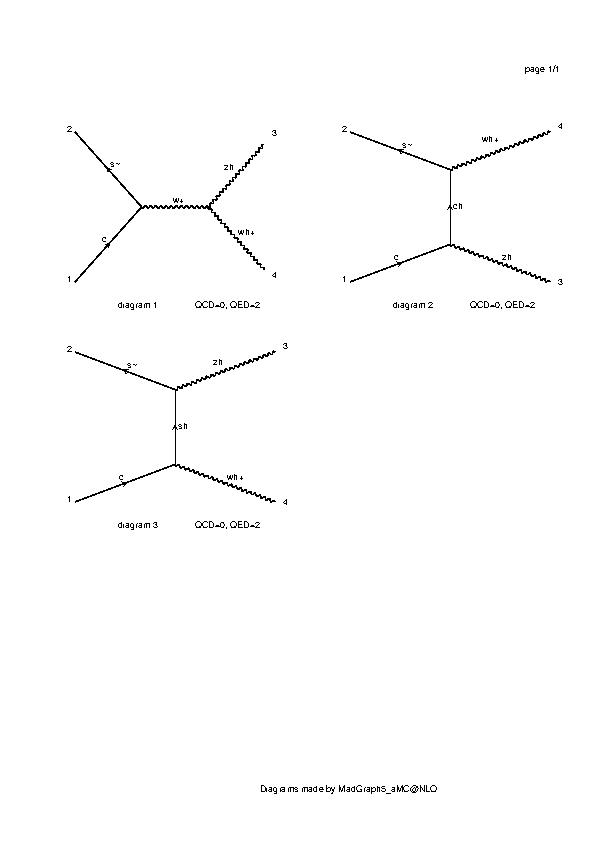 page 1/1
2 3
s~ zh
w+
c wh+
1 4
diagram 1 QCD=0, QED=2
2 4
s~ wh+
ch
c zh
1 3
diagram 2 QCD=0, QED=2
2 3
s~ zh
sh
c wh+
1 4
diagram 3 QCD=0, QED=2
Diagrams made by MadGraph5_aMC@NLO